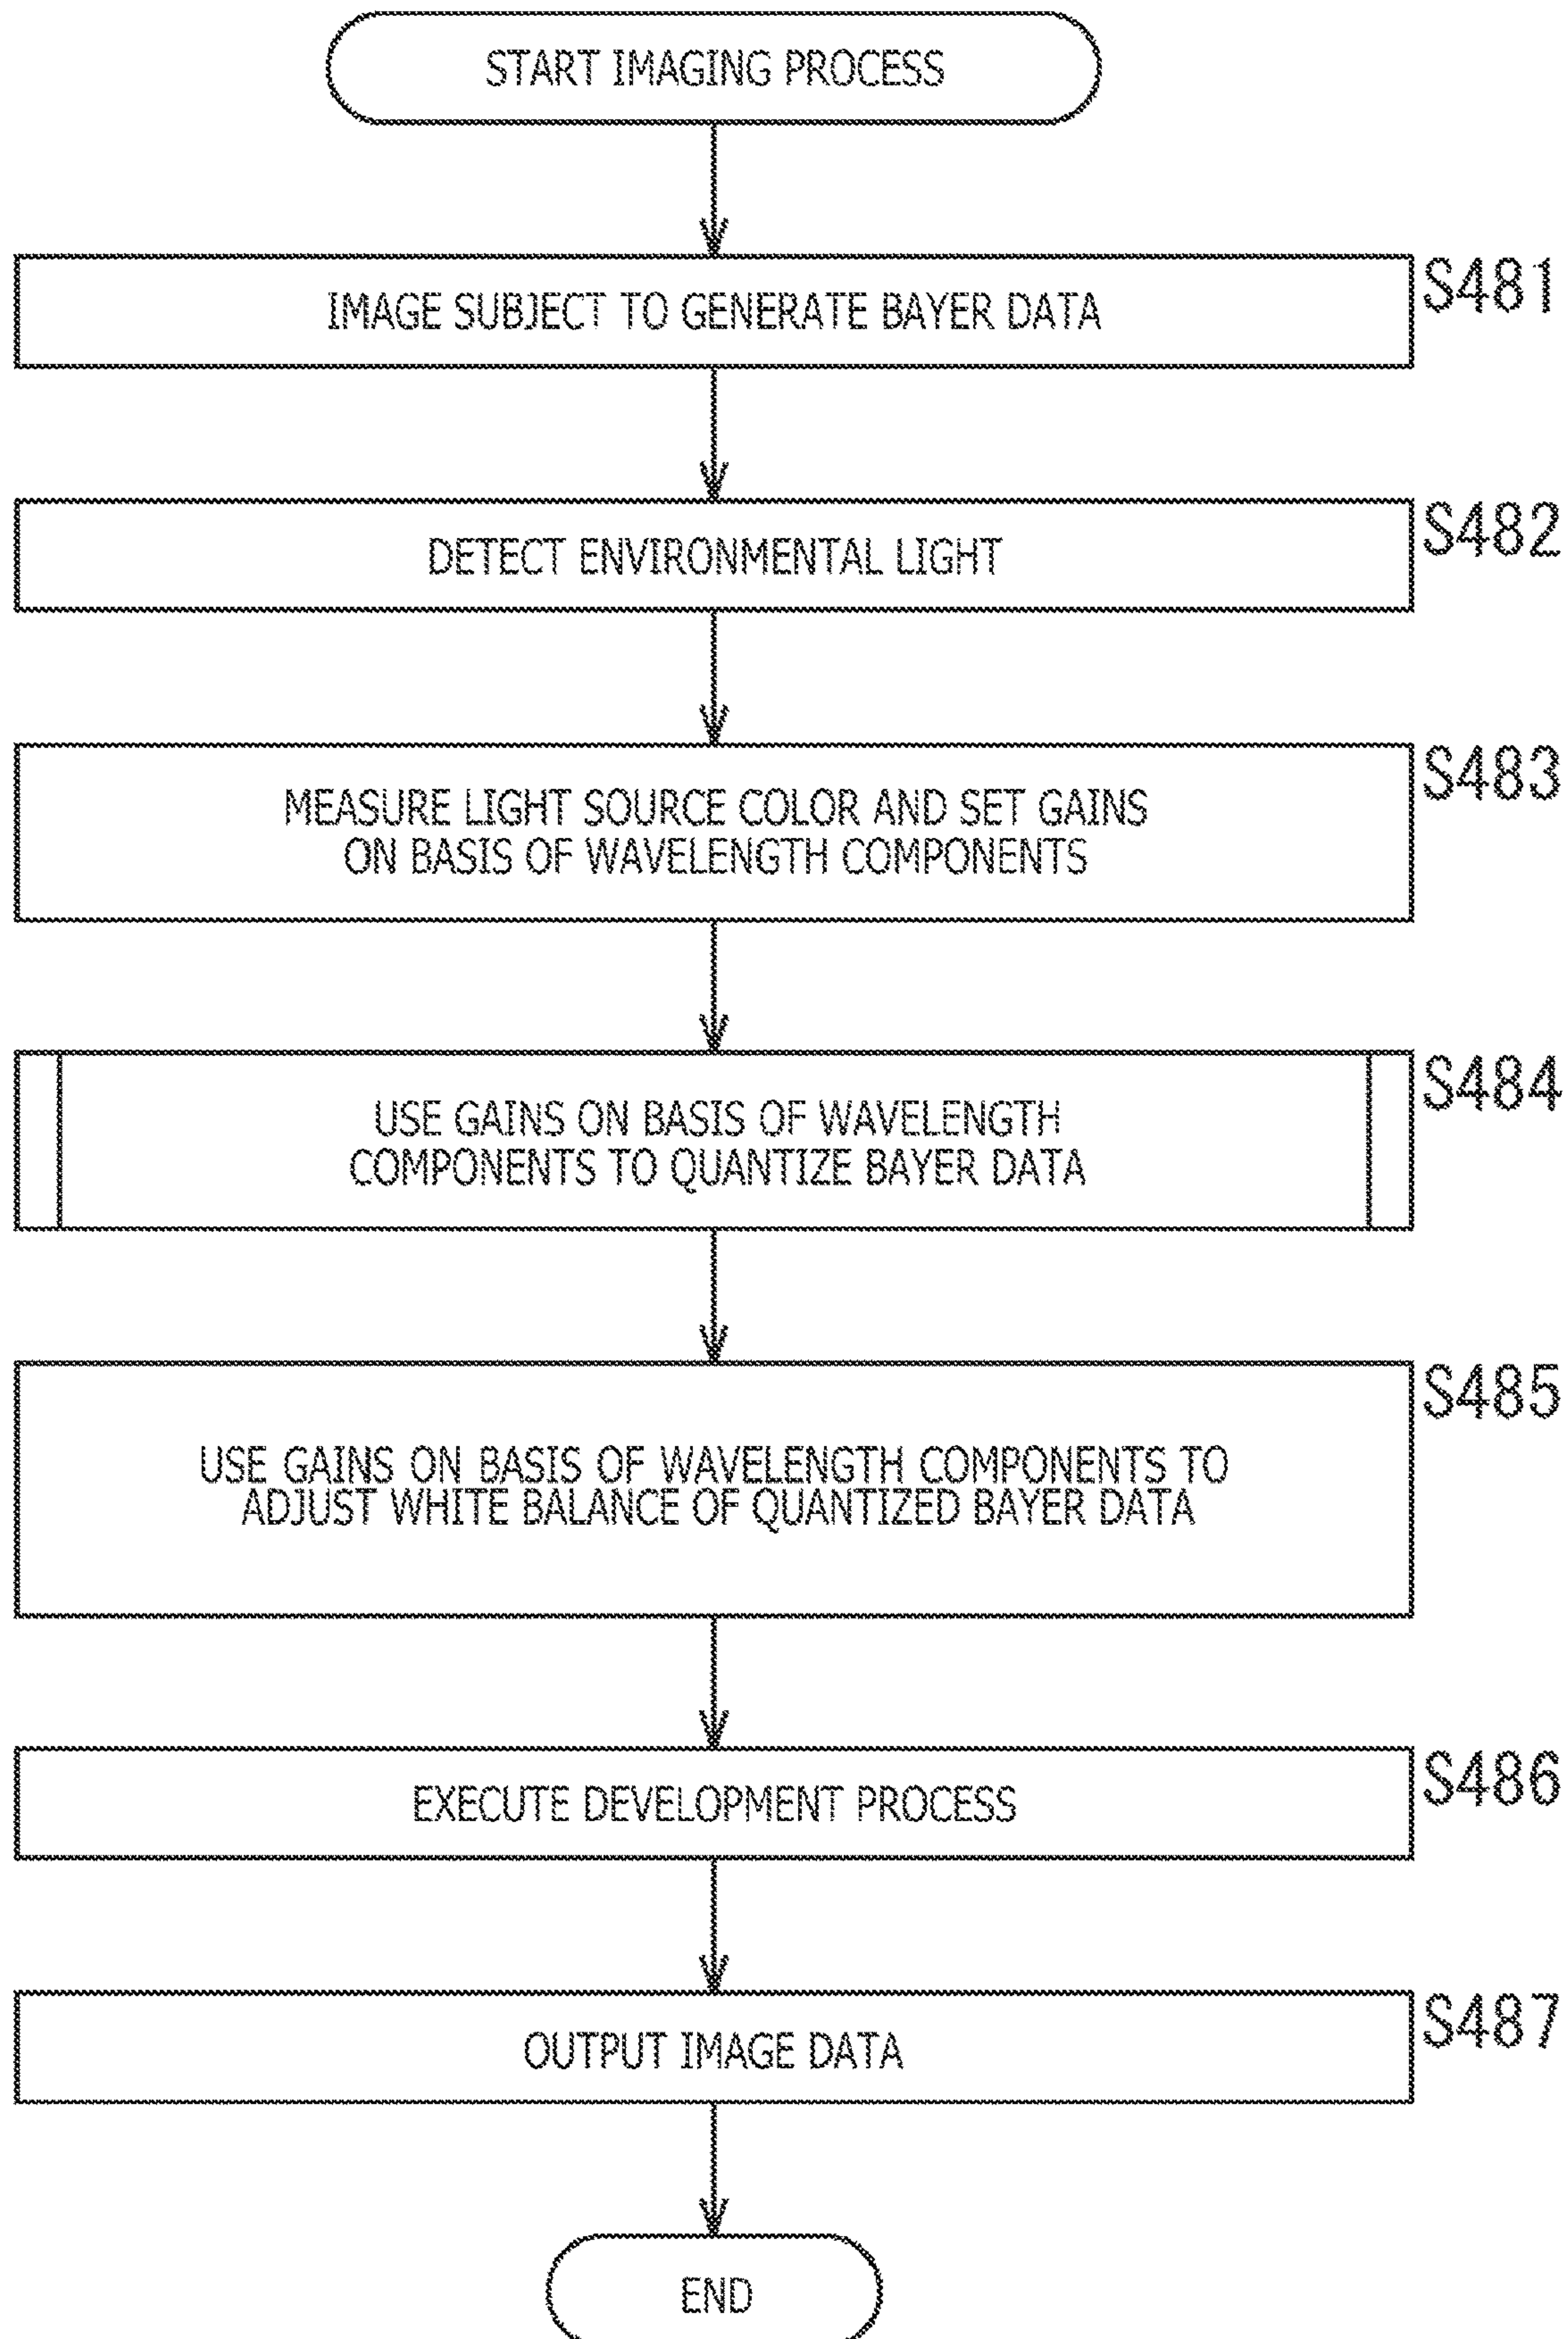 START IMAGING PROCESS
IMAGE SUBJECT TO GENERATE BAYER DATA
S481
DETECT ENVIRONMENTAL LIGHT
S482
MEASURE LIGHT SOURCE COLOR AND SET GAINS
ON BASIS OF WAVELENGTH COMPONENTS
S483
USE GAINS ON BASIS OF WAVELENGTH
COMPONENTS TO QUANTIZE BAYER DATA
S484
USE GAINS ON BASIS OF WAVELENGTH COMPONENTS TO
ADJUST WHITE BALANCE OF QUANTIZED BAYER DATA
S485
EXECUTE DEVELOPMENT PROCESS
S486
OUTPUT IMAGE DATA
S487
END